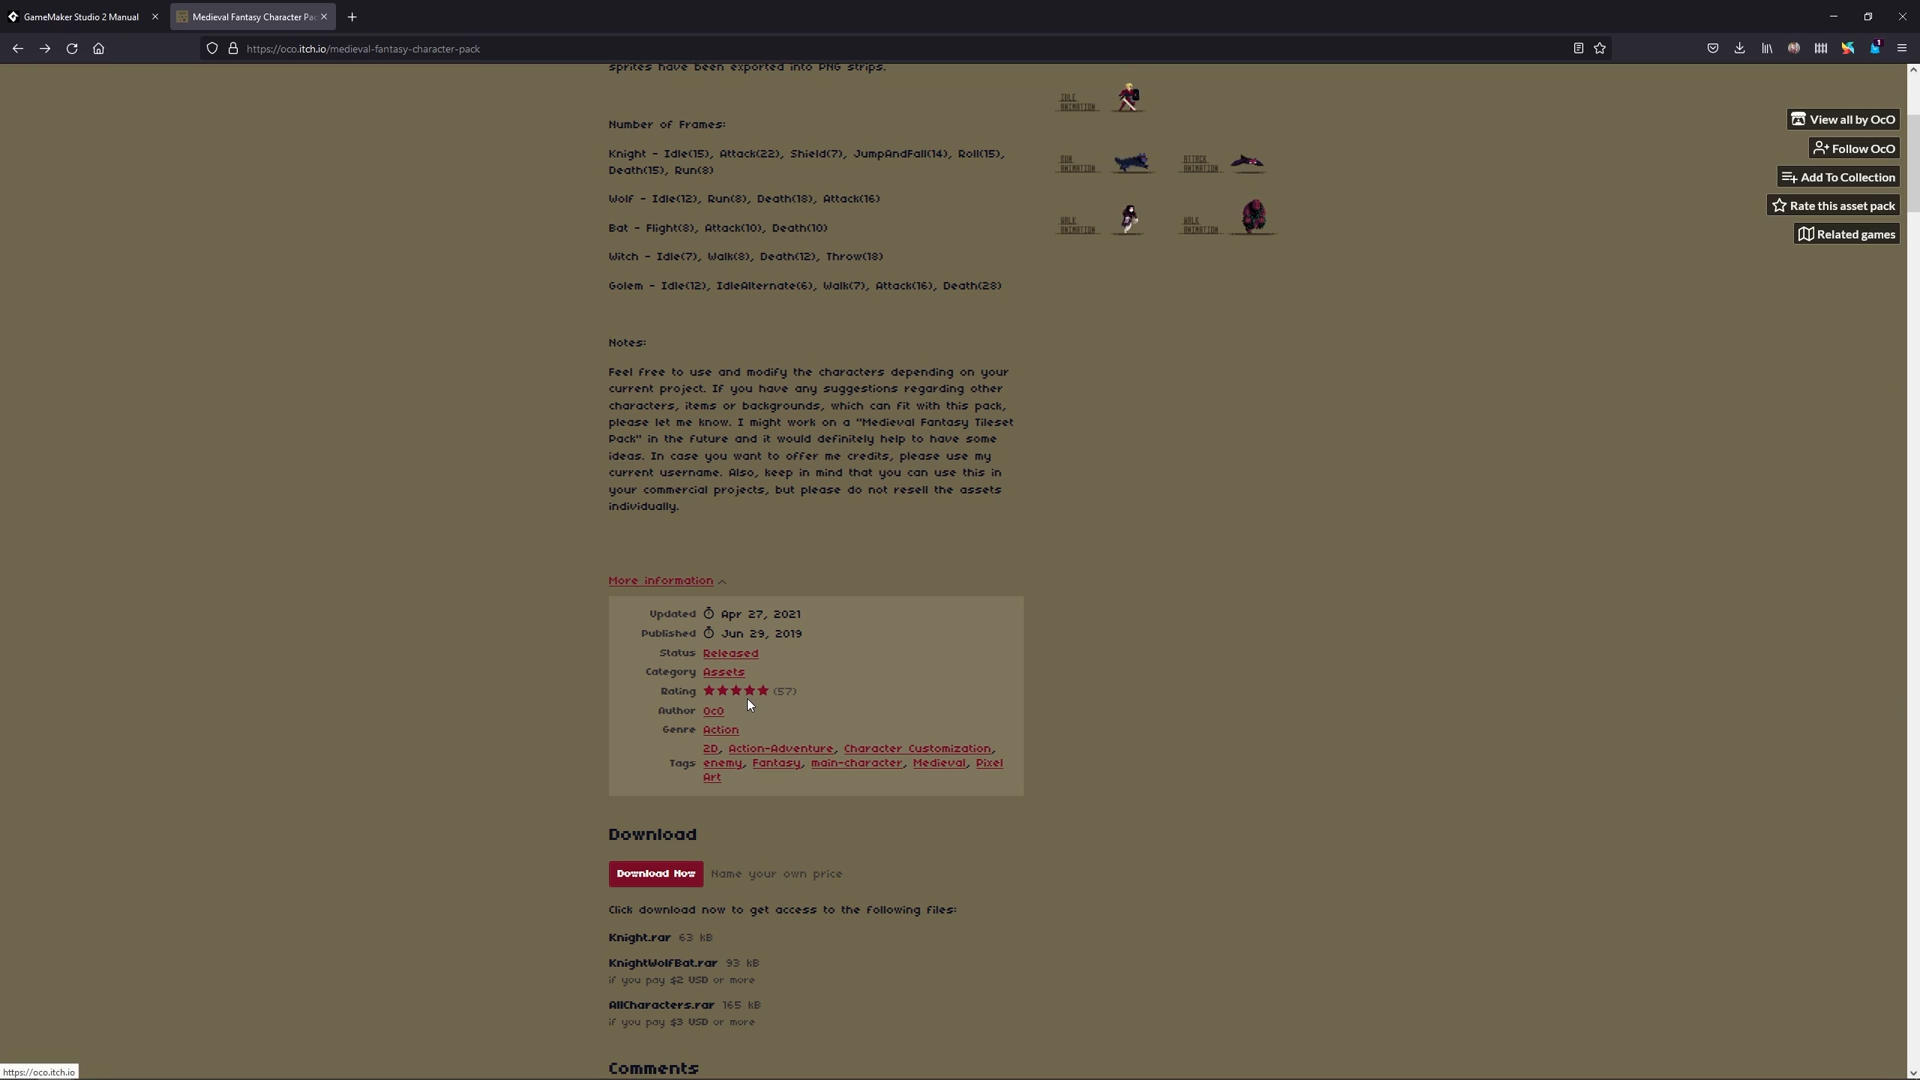 GameMaker Studio 2 Manual
Medieval Fantasy Character Pac
https://oco.itch.io/medieval-fantasy-character-pack
1
sprites have been exported into PNG strips.
Number of Frames:
Knight - Idle(15), Attack(22), Shield(7), JumpAndFall(14), Roll(15),
Death(15), Run(8)
Wolf - Idle(12), Run(8), Death(18), Attack(16)
Bat - Flight(8), Attack(10), Death(10)
Witch - Idle(7), Walk(8), Death(12), Throw(18)
Golem - Idle(12), IdleAlternate(6), Walk(7), Attack(16), Death(28)
Notes:
Feel free to use and modify the characters depending on your
current project. If you have any suggestions regarding other
characters, items or backgrounds, which can fit with this pack,
please let me know. I might work on a "Medieval Fantasy Tileset
Pack" in the future and it would definitely help to have some
ideas. In case you want to offer me credits, please use my
current username. Also, keep in mind that you can use this in
your commercial projects, but please do not resell the assets
individually.
IDLE
ANIMATION
RUN
ANIMATION
ATTACK
ANIMATION
WALK
ANIMATION
WALK
ANIMATION
View all by OcO
Follow OcO
Add To Collection
Rate this asset pack
Related games
More information
Updated Apr 27, 2021
Published Jun 29, 2019
Status Released
Category Assets
Rating (57)
Author OcO
Genre Action
Tags 2D, Action-Adventure, Character Customization,
enemy, Fantasy, main-character, Medieval, Pixel
Art
Download
Download Now Name your own price
Click download now to get access to the following files:
Knight.rar 63 kB
KnightWolfBat.rar 93 kB
if you pay $2 USD or more
AllCharacters.rar 165 kB
if you pay $3 USD or more
Comments
https://oco.itch.io